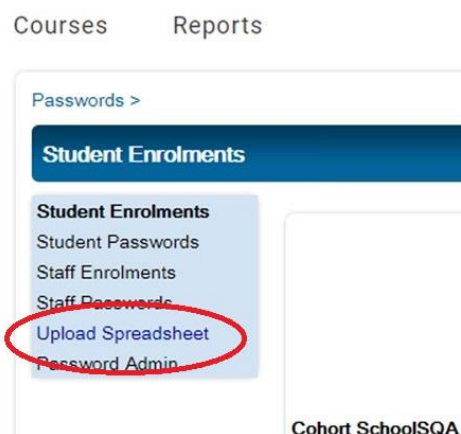 Courses Reports
Passwords >
Student Enrolments
Student Enrolments
Student Passwords
Staff Enrolments
Staff Passwords
Upload Spreadsheet
Password Admin
Cohort SchoolSQA